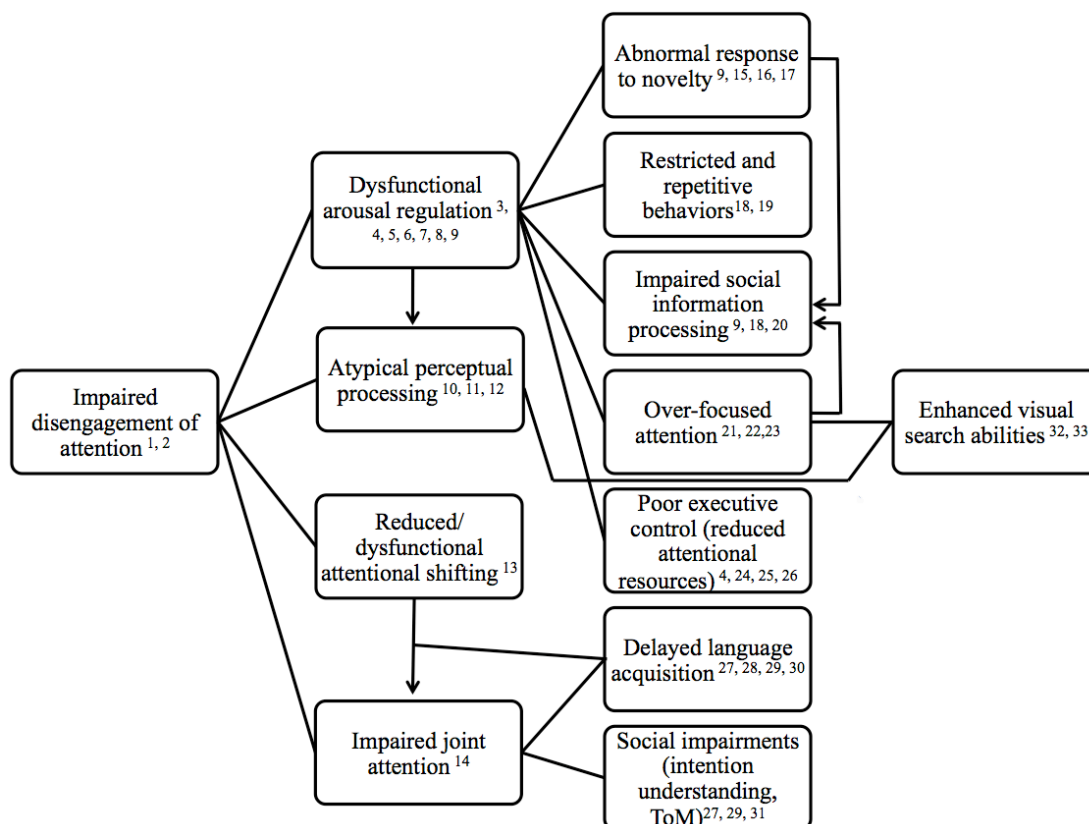 Abnormal response
to novelty 9, 15, 16, 17
Dysfunctional
arousal regulation 3,
4, 5, 6, 7, 8, 9
Restricted and
repetitive
behaviors18, 19
Impaired social
information
processing 9, 18, 20
Atypical perceptual
processing 10, 11, 12
Impaired
disengagement of
attention 1, 2
Over-focused
attention 21, 22,23
Enhanced visual
search abilities 32, 33
Reduced/
dysfunctional
attentional shifting 13
Poor executive
control (reduced
attentional
resources) 4, 24, 25, 26
Delayed language
acquisition 27, 28, 29, 30
Impaired joint
attention 14
Social impairments
(intention
understanding,
ToM)27, 29, 31